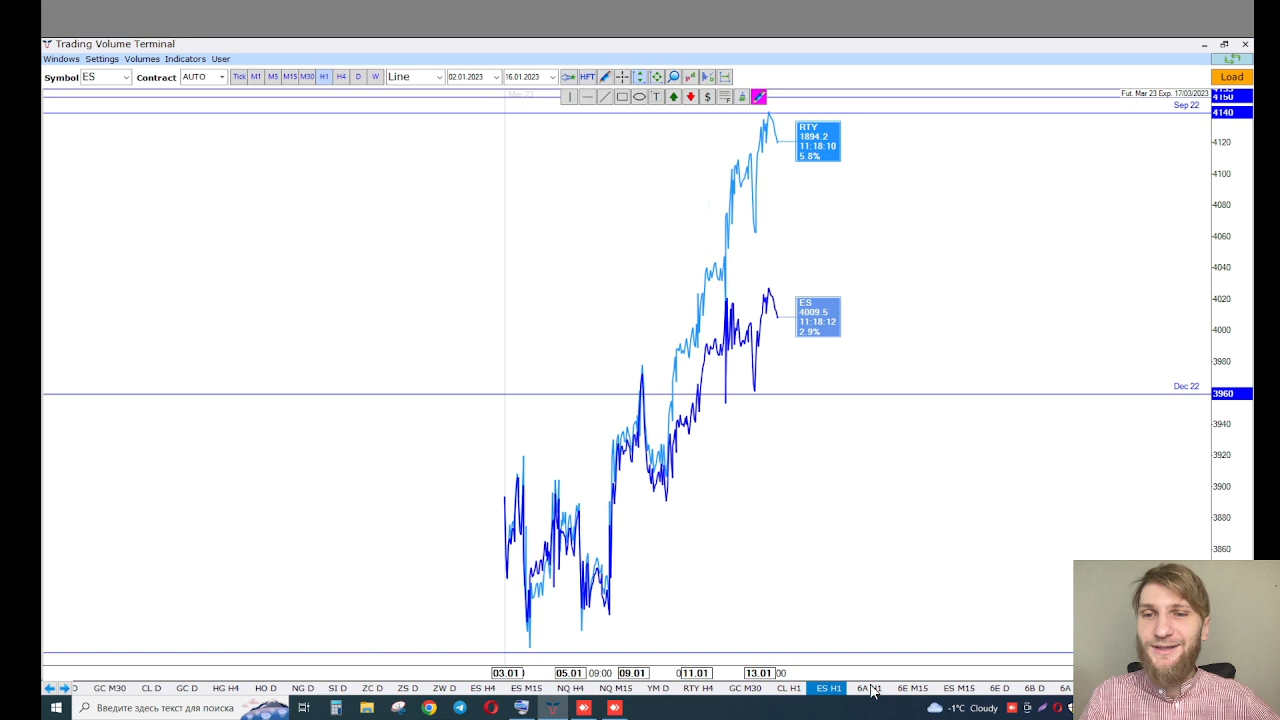 Trading Volume Terminal
Windows Settings Volumes Indicators User
Symbol ES Contract AUTO Tick M1 M5 M15 M30 H1 H4 D W Line 02.01.2023 16.01.2023 HFT Load
Mar 23 T $ Fut. Mar 23 Exp. 17/03/2023
4150
Sep 22
4140
RTY
1894.2
11:18:10
5.8%
4120
4100
4080
4060
4040
4020
ES
4009.5
11:18:12
2.9%
4000
3980
Dec 22
3960
3940
3920
3900
3880
3860
03.01 05.01 09:00 09.01 11.01 13.01
D GC M30 CL D GC D HG H4 HO D NG D SI D ZC D ZS D ZW D ES H4 ES M15 NQ H4 NQ M15 YM D RTY H4 GC M30 CL H1 ES H1 6A H1 6E M15 ES M15 6E D 6B D 6A
Введите здесь текст для поиска -1°C Cloudy